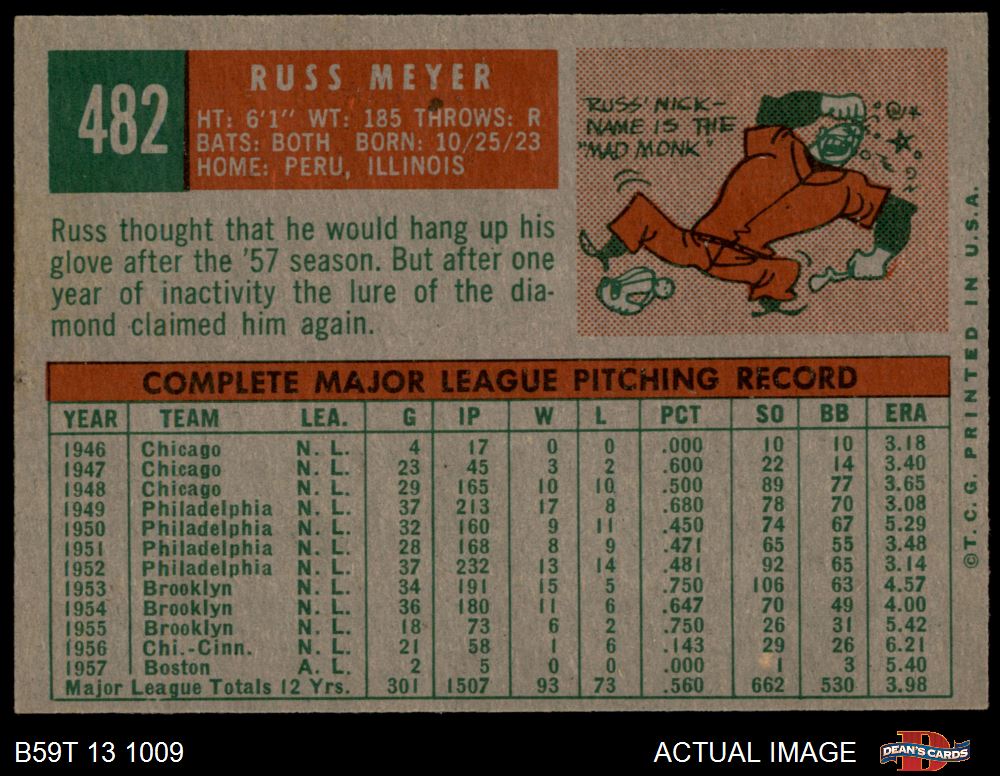 482
RUSS MEYER
HT: 6'1" WT: 185 THROWS: R
BATS: BOTH BORN: 10/25/23
HOME: PERU, ILLINOIS
RUSS' NICK-
NAME IS THE
"MAD MONK"
Russ thought that he would hang up his
glove after the '57 season. But after one
year of inactivity the lure of the dia-
mond claimed him again.
COMPLETE MAJOR LEAGUE PITCHING RECORD
YEAR TEAM LEA. G IP W L PCT SO BB ERA
1946 Chicago N. L. 4 17 0 0 .000 10 10 3.18
1947 Chicago N. L. 23 45 3 2 .600 22 14 3.40
1948 Chicago N. L. 29 165 10 10 .500 89 77 3.65
1949 Philadelphia N. L. 37 213 17 8 .680 78 70 3.08
1950 Philadelphia N. L. 32 160 9 11 .450 74 67 5.29
1951 Philadelphia N. L. 28 168 8 9 .471 65 55 3.48
1952 Philadelphia N. L. 37 232 13 14 .481 92 65 3.14
1953 Brooklyn N. L. 34 191 15 5 .750 106 63 4.57
1954 Brooklyn N. L. 36 180 11 6 .647 70 49 4.00
1955 Brooklyn N. L. 18 73 6 2 .750 26 31 5.42
1956 Chi.-Cinn. N. L. 21 58 1 6 .143 29 26 6.21
1957 Boston A. L. 2 5 0 0 .000 1 3 5.40
Major League Totals 12 Yrs. 301 1507 93 73 .560 662 530 3.98
©T. C. G. PRINTED IN U.S.A.
B59T 13 1009
ACTUAL IMAGE
D
DEAN'S CARDS